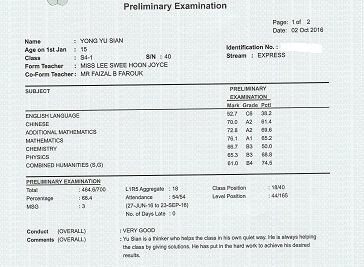 Preliminary Examination
Page: 1 of 2
Date: 02 Oct 2016
Name : YONG YU SIAN
Age on 1st Jan : 15 Identification No. :
Class : S4-1 S/N : 40 Stream : EXPRESS
Form Teacher : MISS LEE SWEE HOON JOYCE
Co-Form Teacher : MR FAIZAL B FAROUK
SUBJECT PRELIMINARY
EXAMINATION
Mark Grade Pctl
ENGLISH LANGUAGE 52.7 C6 38.2
CHINESE 70.0 A2 61.4
ADDITIONAL MATHEMATICS 72.8 A2 69.6
MATHEMATICS 76.1 A1 65.2
CHEMISTRY 66.7 B3 50.0
PHYSICS 65.3 B3 68.8
COMBINED HUMANITIES (S,G) 61.0 B4 74.5
PRELIMINARY EXAMINATION
Total : 464.6/700 L1R5 Aggregate : 18 Class Position : 18/40
Percentage : 66.4 Attendance : 54/54 Level Position : 44/165
MSG : 3 (27-JUN-16 to 23-SEP-16)
No. of Days Late : 0
Conduct (OVERALL) : VERY GOOD
Comments (OVERALL) : Yu Sian is a thinker who helps the class in his own quiet way. He is always helping
the class by giving solutions. He has put in the hard work to achieve his desired
results.